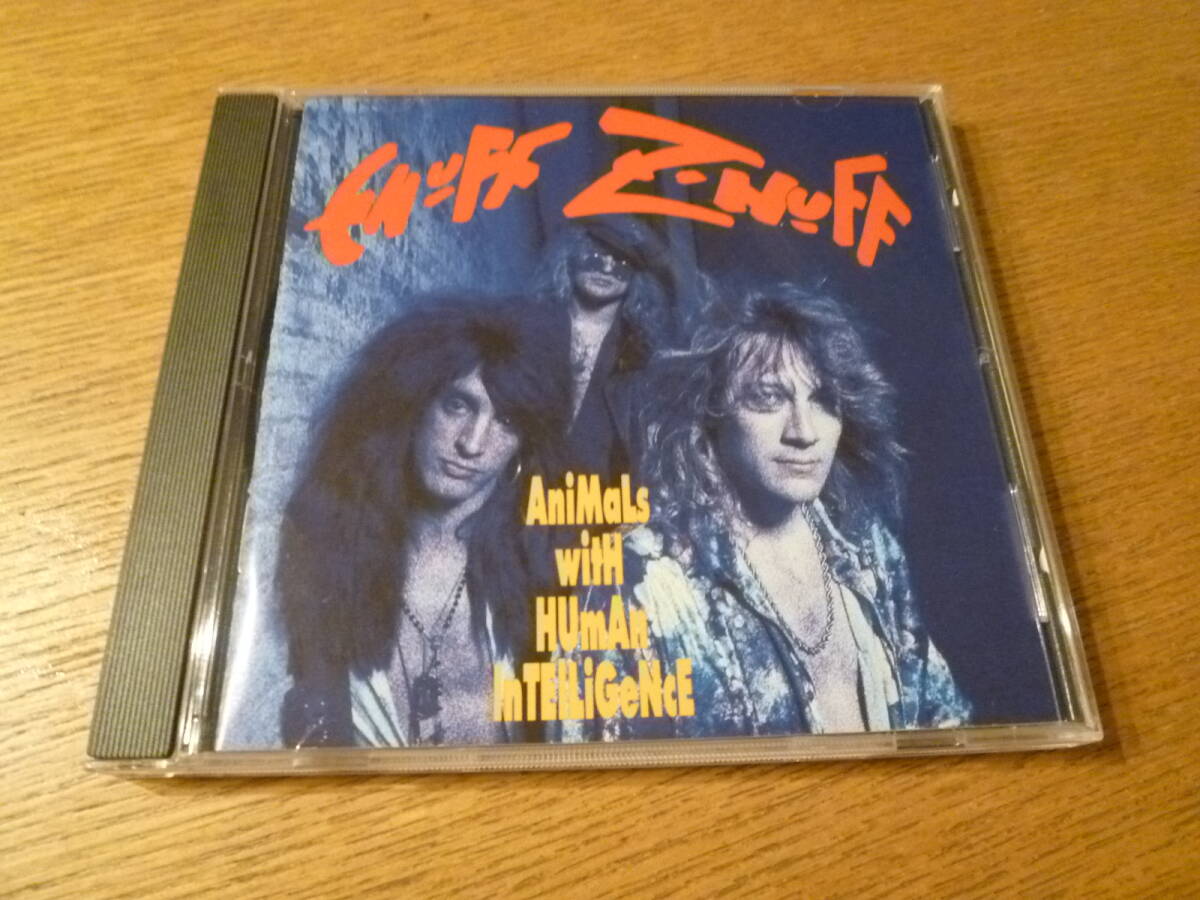 EnuFF Z'NuFF
AniMaLs
witH
HUmAn
InTElLiGeNcE